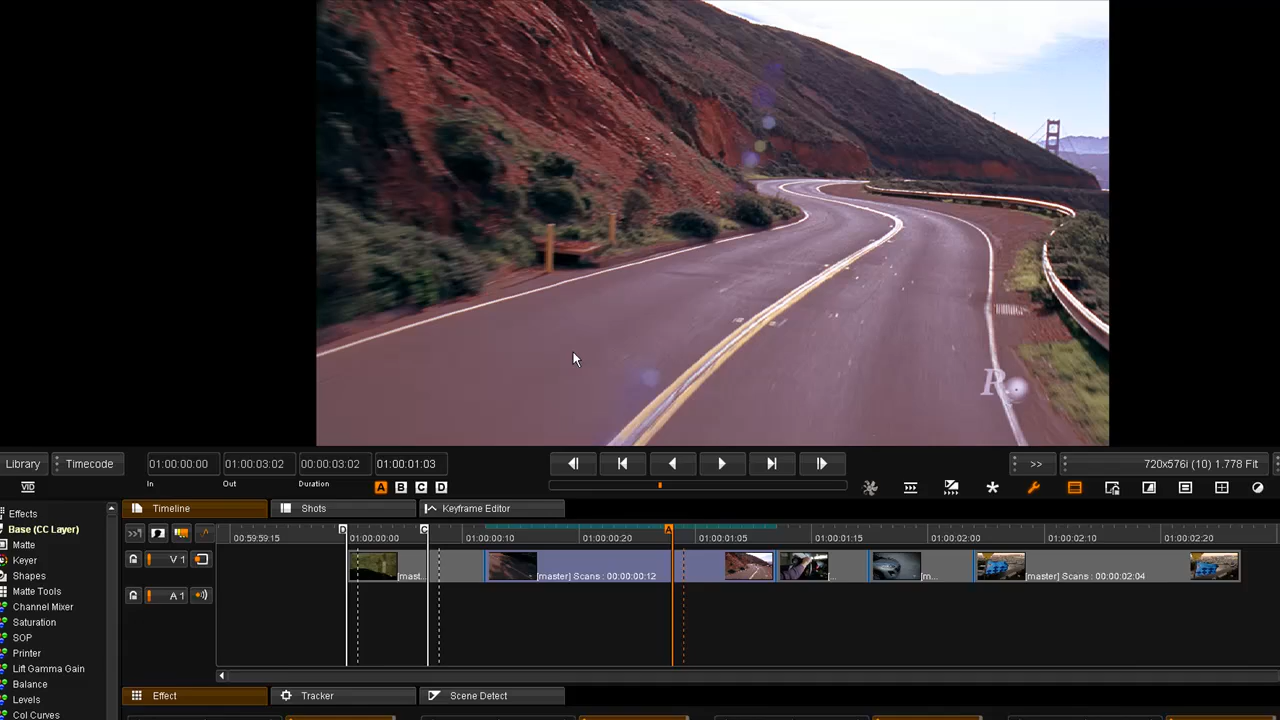 R
Library
Timecode
01:00:00:00
01:00:03:02
00:00:03:02
01:00:01:03
>>
720x576i (10) 1.778 Fit
VID
In
Out
Duration
A B C D
Effects
Base (CC Layer)
Matte
Keyer
Shapes
Matte Tools
Channel Mixer
Saturation
SOP
Printer
Lift Gamma Gain
Balance
Levels
Col Curves
Timeline
Shots
Keyframe Editor
D
C
A
00:59:59:15
01:00:00:00
01:00:00:10
01:00:00:20
01:00:01:05
01:00:01:15
01:00:02:00
01:00:02:10
01:00:02:20
V 1
[mast...
[master] Scans : 00:00:00:12
...
[m...
[master] Scans : 00:00:02:04
A 1
Effect
Tracker
Scene Detect